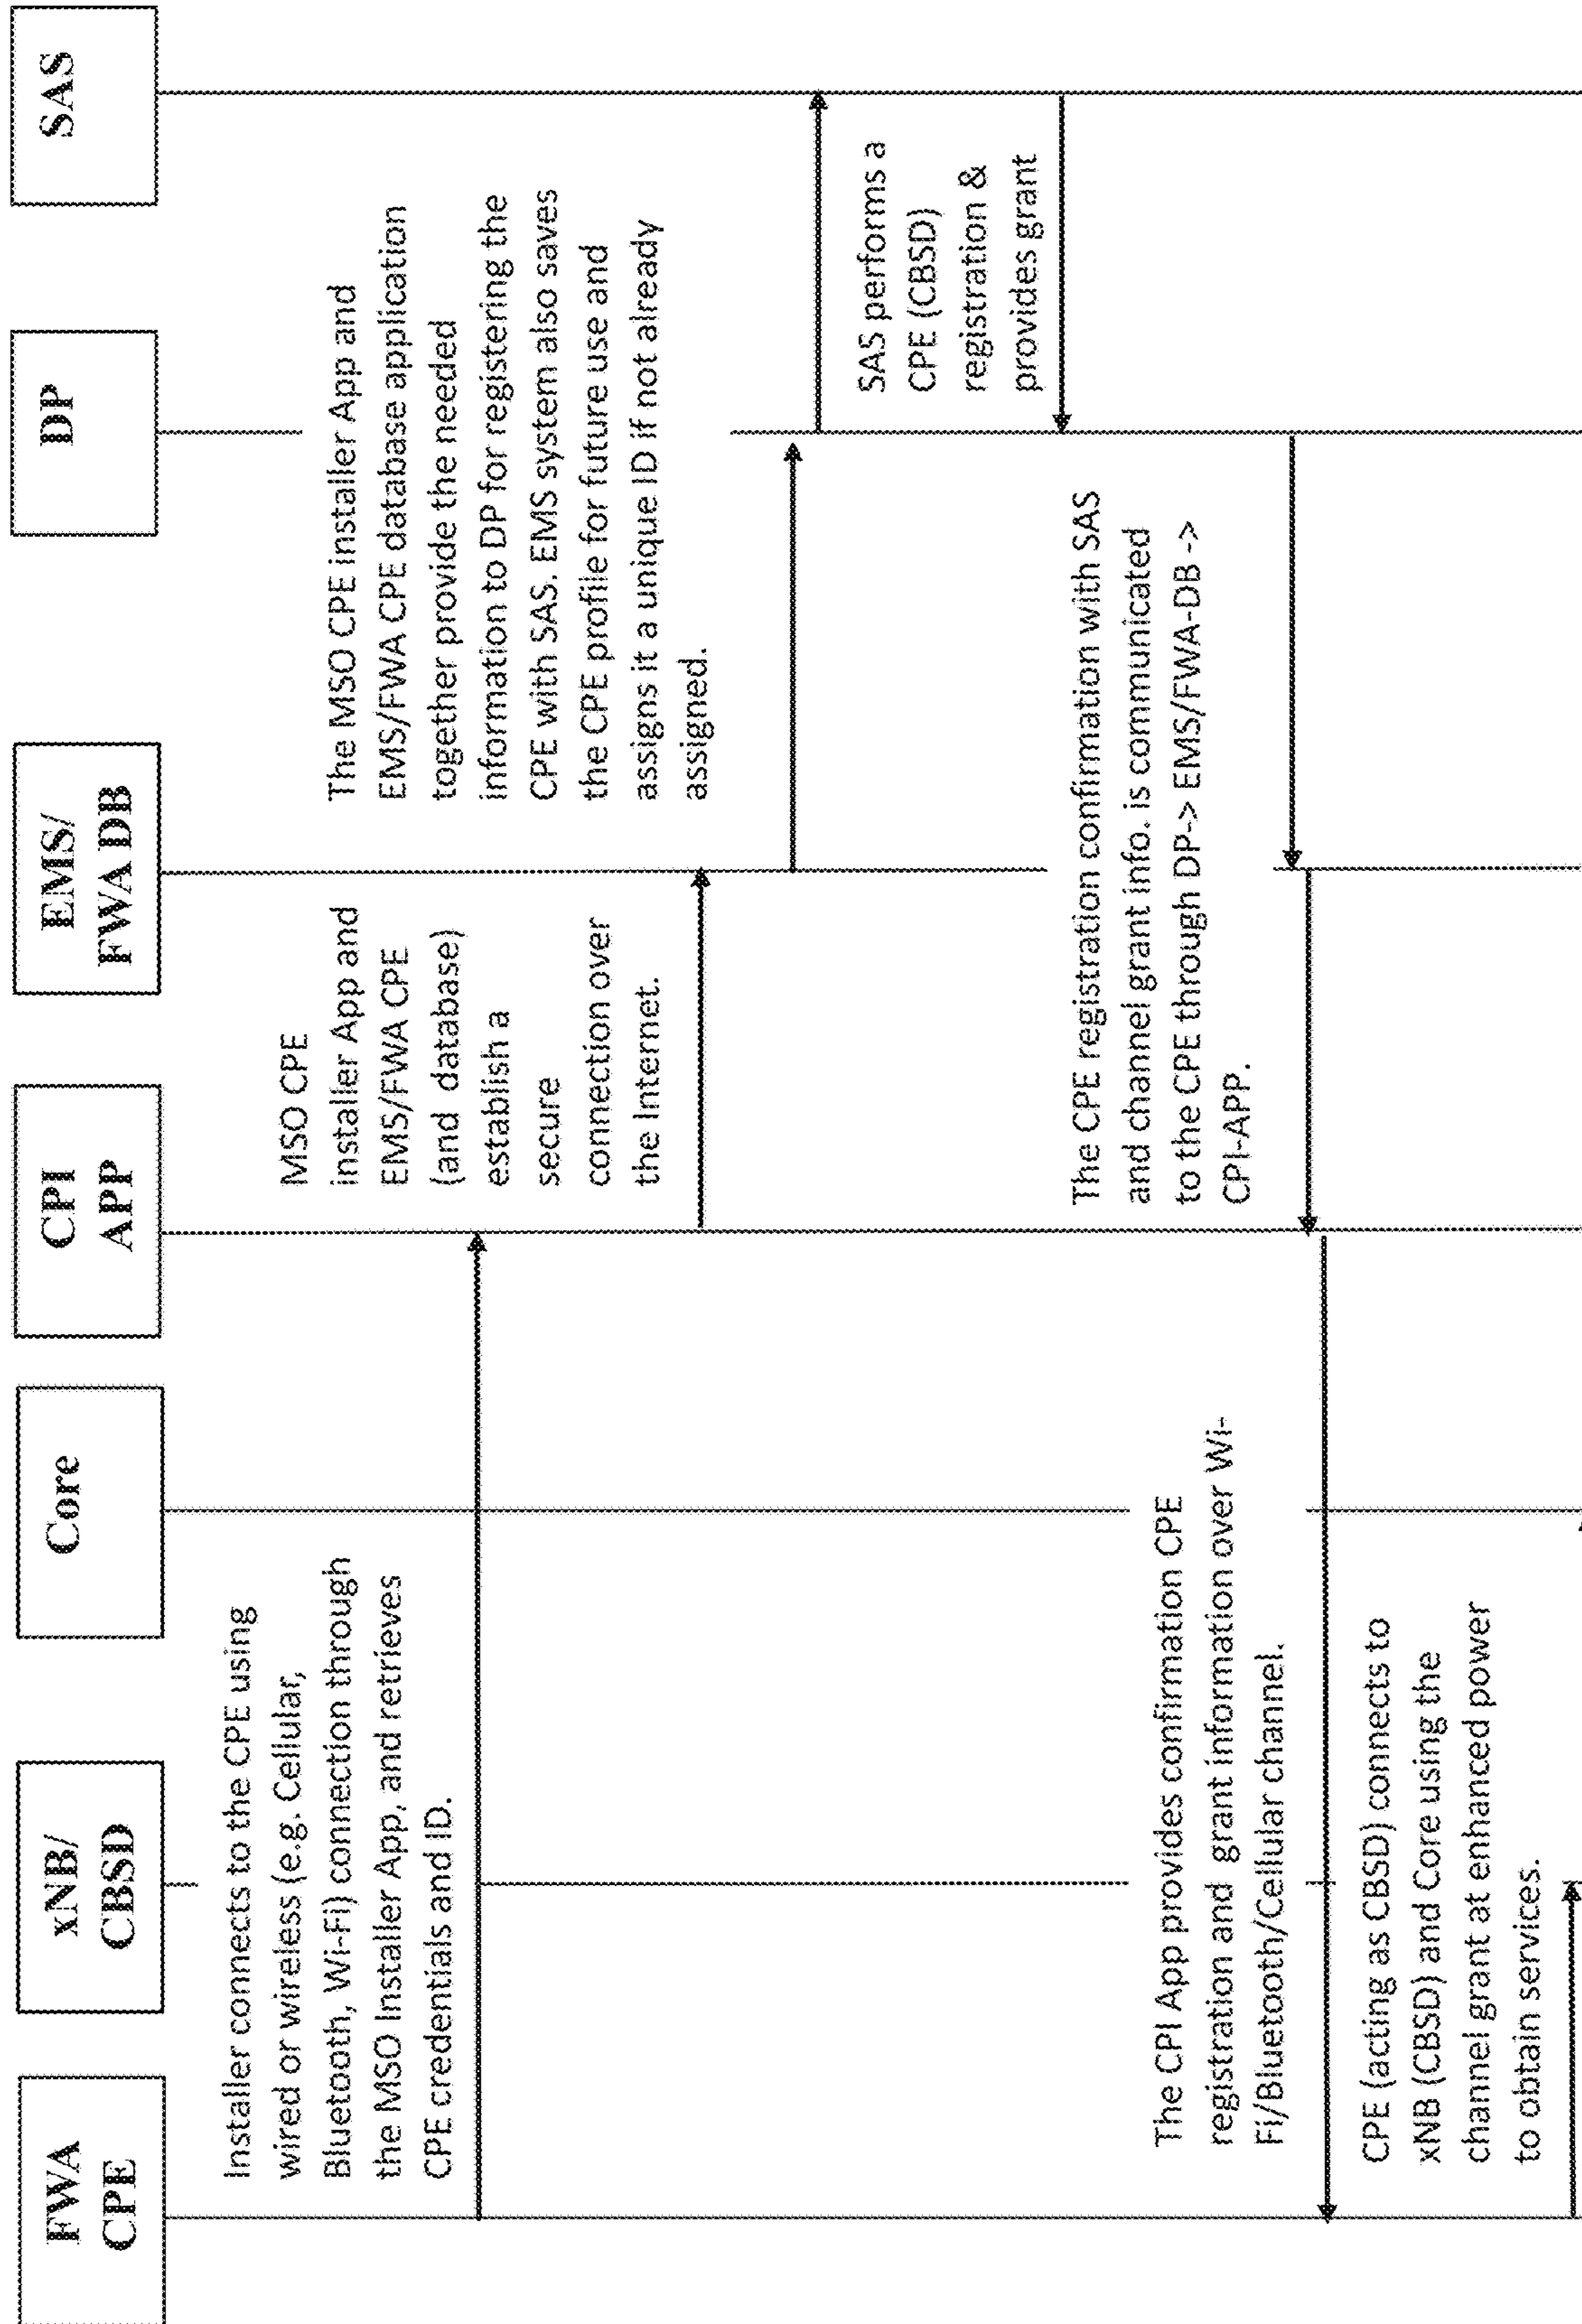 FWA
CPE
xNB/
CBSD
Core
CPI
APP
EMS/
FWA DB
DP
SAS
Installer connects to the CPE using
wired or wireless (e.g. Cellular,
Bluetooth, Wi-Fi) connection through
the MSO Installer App, and retrieves
CPE credentials and ID.
MSO CPE
installer App and
EMS/FWA CPE
(and database)
establish a
secure
connection over
the Internet.
The MSO CPE installer App and
EMS/FWA CPE database application
together provide the needed
information to DP for registering the
CPE with SAS. EMS system also saves
the CPE profile for future use and
assigns it a unique ID if not already
assigned.
SAS performs a
CPE (CBSD)
registration &
provides grant
The CPE registration confirmation with SAS
and channel grant info. is communicated
to the CPE through DP-> EMS/FWA-DB ->
CPI-APP.
The CPI App provides confirmation CPE
registration and grant information over Wi-
Fi/Bluetooth/Cellular channel.
CPE (acting as CBSD) connects to
xNB (CBSD) and Core using the
channel grant at enhanced power
to obtain services.